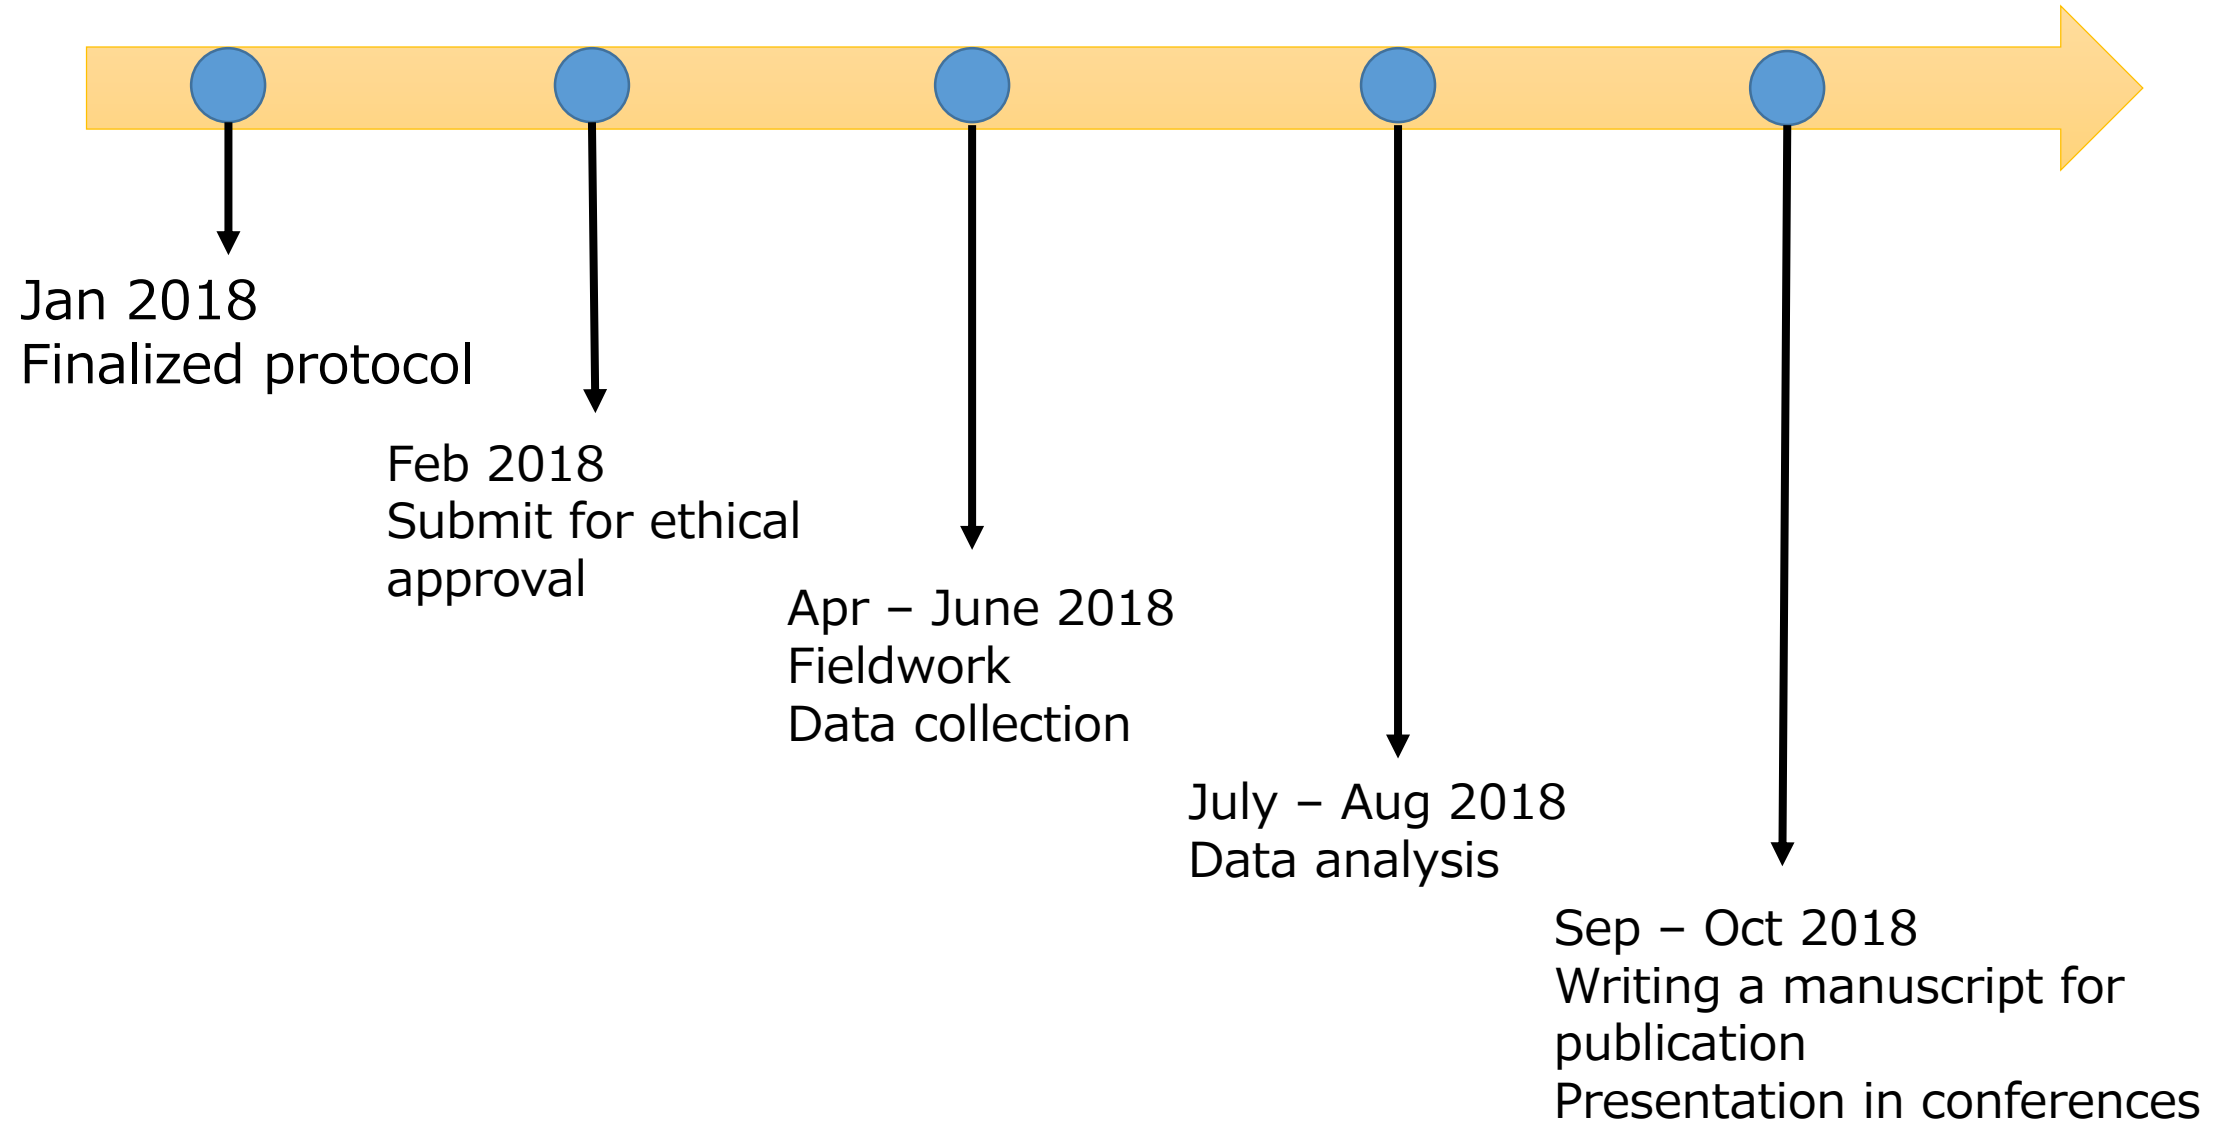 Jan 2018
Finalized protocol
Feb 2018
Submit for ethical
approval
Apr – June 2018
Fieldwork
Data collection
July – Aug 2018
Data analysis
Sep – Oct 2018
Writing a manuscript for
publication
Presentation in conferences